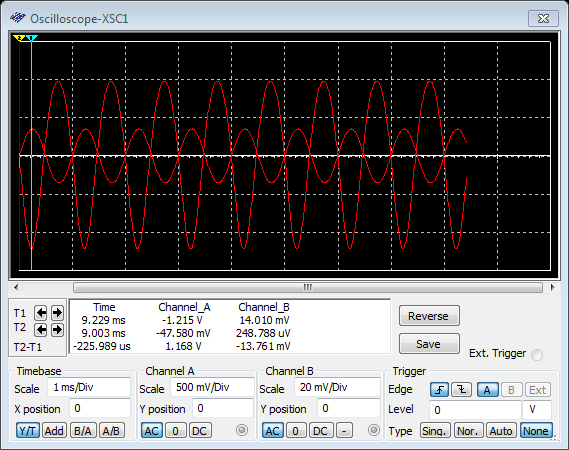 Oscilloscope-XSC1
2 1
T1
T2
T2-T1
Time Channel_A Channel_B
9.229 ms -1.215 V 14.010 mV
9.003 ms -47.580 mV 248.788 uV
-225.989 us 1.168 V -13.761 mV
Reverse
Save
Ext. Trigger
Timebase
Scale 1 ms/Div
X position 0
Y/T Add B/A A/B
Channel A
Scale 500 mV/Div
Y position 0
AC 0 DC
Channel B
Scale 20 mV/Div
Y position 0
AC 0 DC -
Trigger
Edge A B Ext
Level 0 V
Type Sing. Nor. Auto None